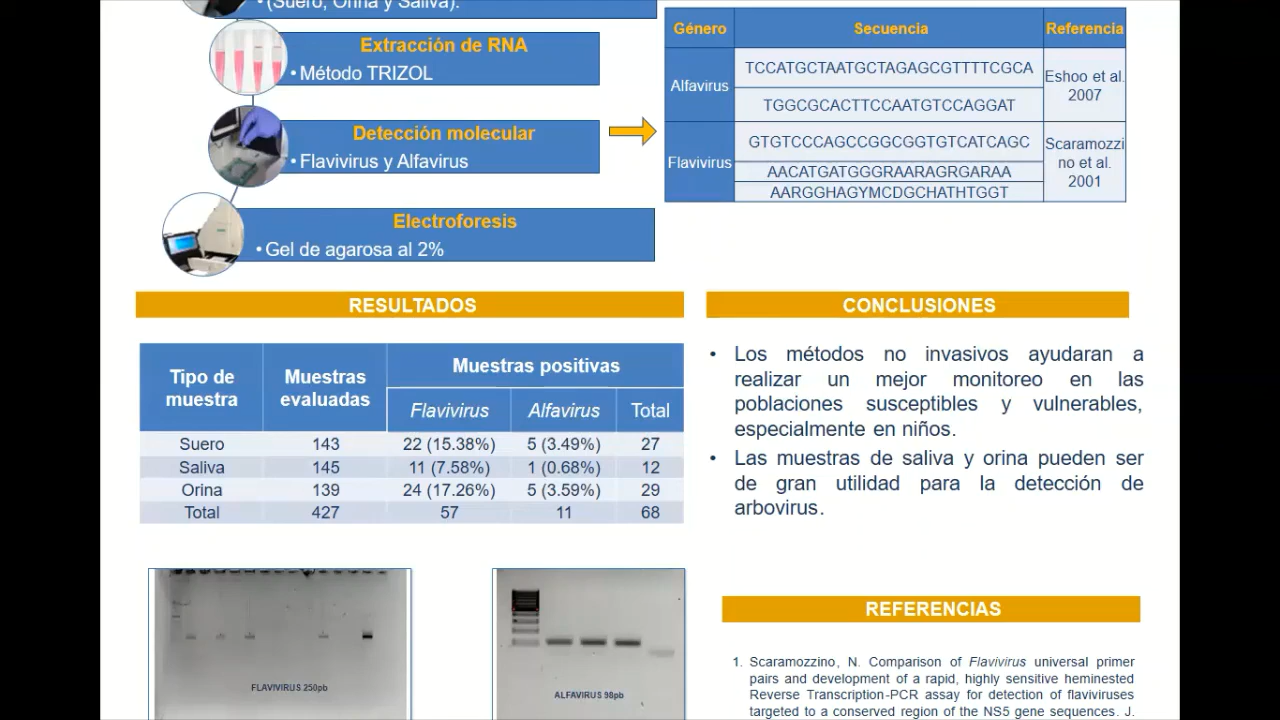 (Suero, Orina y Saliva).
Extracción de RNA
• Método TRIZOL
Detección molecular
• Flavivirus y Alfavirus
Electroforesis
• Gel de agarosa al 2%
Género Secuencia Referencia
Alfavirus
TCCATGCTAATGCTAGAGCGTTTTCGCA
TGGCGCACTTCCAATGTCCAGGAT
Eshoo et al.
2007
Flavivirus
GTGTCCCAGCCGGCGGTGTCATCAGC
AACATGATGGGRAARAGRGARAA
AARGGHAGYMCDGCHATHTGGT
Scaramozzi
no et al.
2001
RESULTADOS
Tipo de
muestra
Muestras
evaluadas
Muestras positivas
Flavivirus Alfavirus Total
Suero 143 22 (15.38%) 5 (3.49%) 27
Saliva 145 11 (7.58%) 1 (0.68%) 12
Orina 139 24 (17.26%) 5 (3.59%) 29
Total 427 57 11 68
FLAVIVIRUS 250pb
ALFAVIRUS 98pb
CONCLUSIONES
• Los métodos no invasivos ayudaran a
realizar un mejor monitoreo en las
poblaciones susceptibles y vulnerables,
especialmente en niños.
• Las muestras de saliva y orina pueden ser
de gran utilidad para la detección de
arbovirus.
REFERENCIAS
1. Scaramozzino, N. Comparison of Flavivirus universal primer
pairs and development of a rapid, highly sensitive heminested
Reverse Transcription-PCR assay for detection of flaviviruses
targeted to a conserved region of the NS5 gene sequences. J.